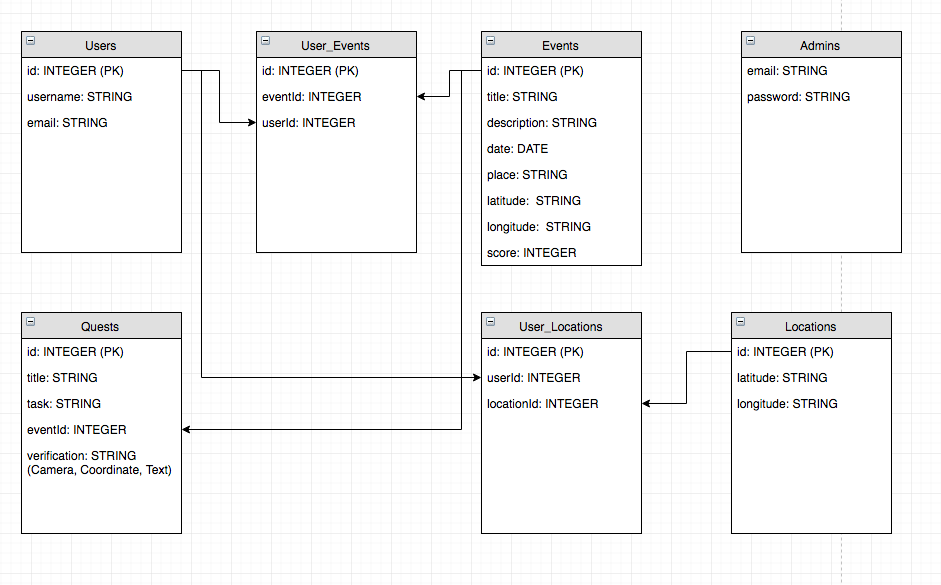 Users
id: INTEGER (PK)
username: STRING
email: STRING
User_Events
id: INTEGER (PK)
eventId: INTEGER
userId: INTEGER
Events
id: INTEGER (PK)
title: STRING
description: STRING
date: DATE
place: STRING
latitude:  STRING
longitude:  STRING
score: INTEGER
Admins
email: STRING
password: STRING
Quests
id: INTEGER (PK)
title: STRING
task: STRING
eventId: INTEGER
verification: STRING
(Camera, Coordinate, Text)
User_Locations
id: INTEGER (PK)
userId: INTEGER
locationId: INTEGER
Locations
id: INTEGER (PK)
latitude: STRING
longitude: STRING